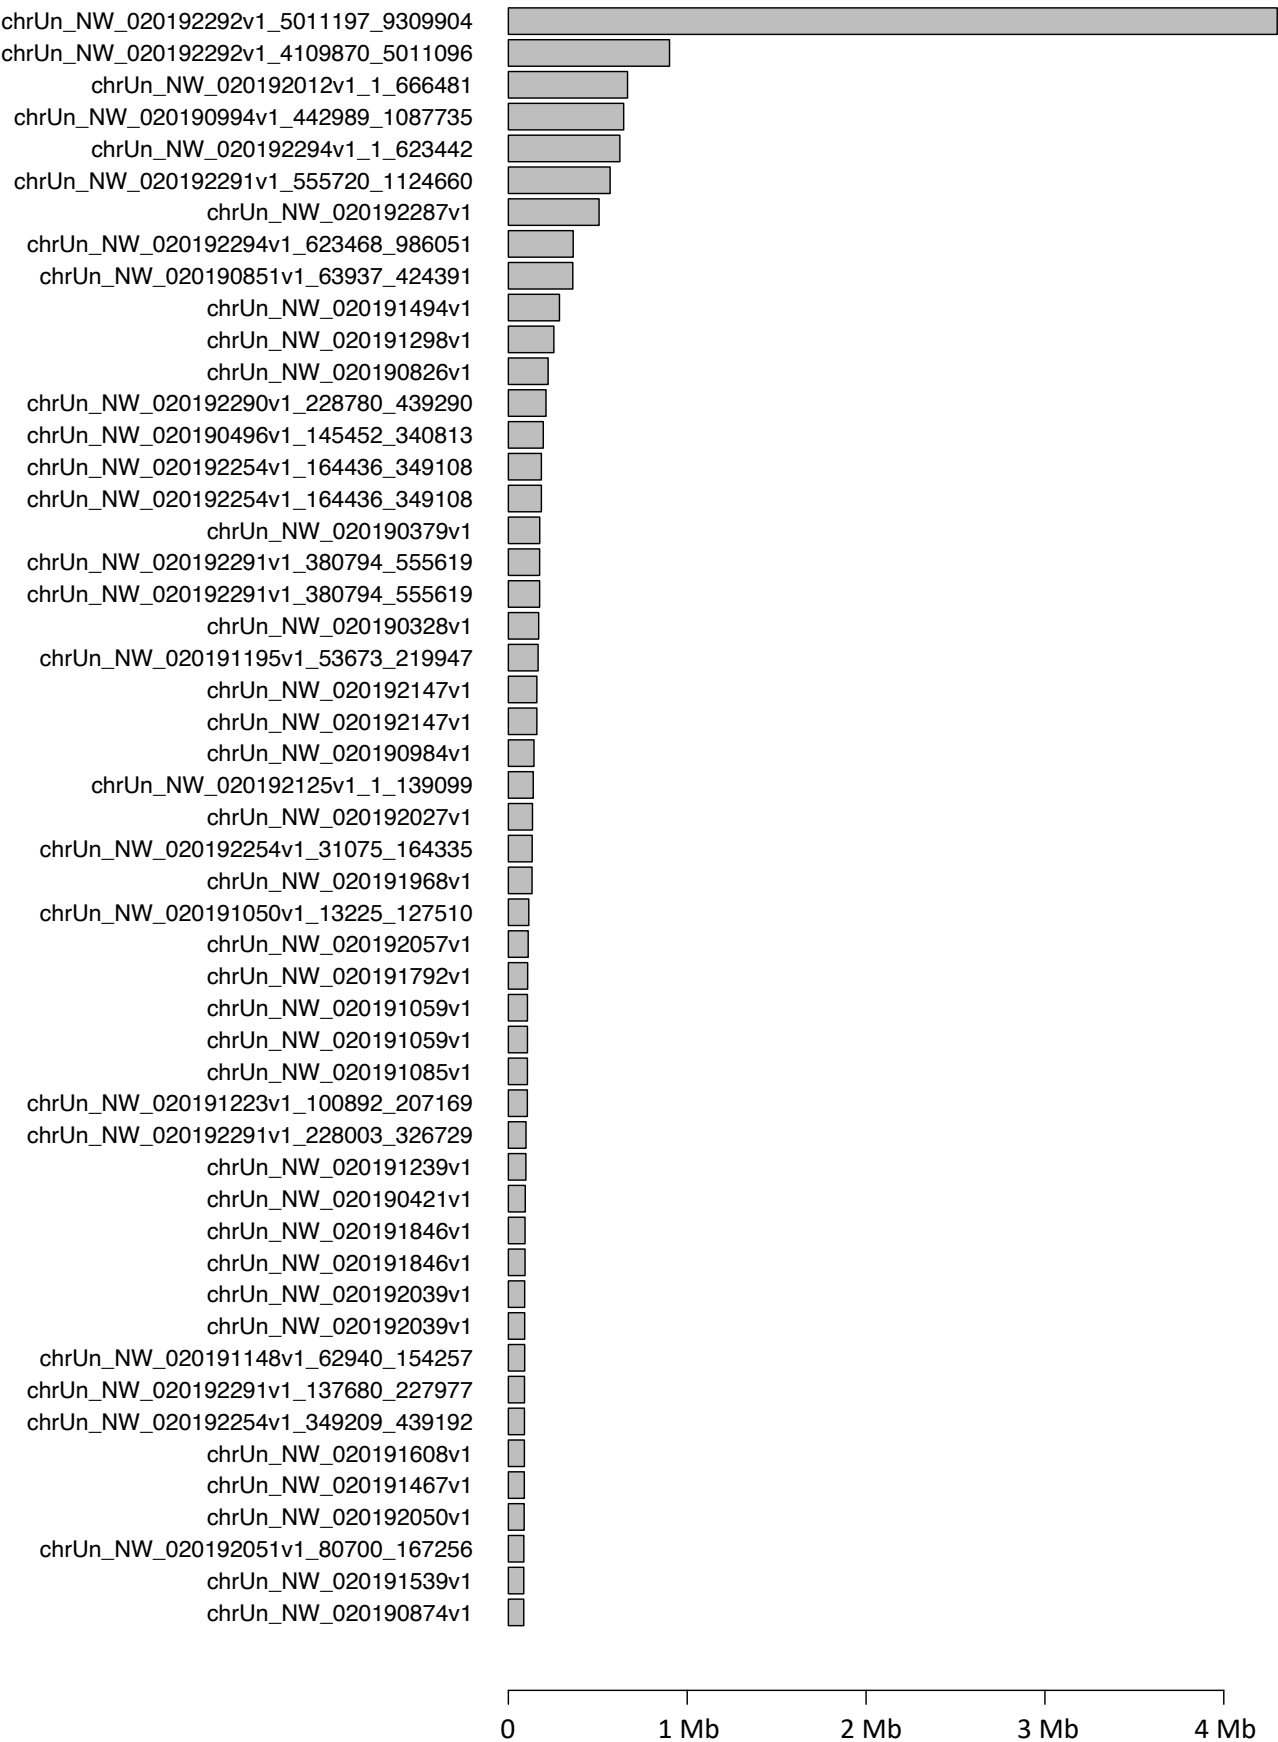 chrUn_NW_020192292v1_5011197_9309904
chrUn_NW_020192292v1_4109870_5011096
chrUn_NW_020192012v1_1_666481
chrUn_NW_020190994v1_442989_1087735
chrUn_NW_020192294v1_1_623442
chrUn_NW_020192291v1_555720_1124660
chrUn_NW_020192287v1
chrUn_NW_020192294v1_623468_986051
chrUn_NW_020190851v1_63937_424391
chrUn_NW_020191494v1
chrUn_NW_020191298v1
chrUn_NW_020190826v1
chrUn_NW_020192290v1_228780_439290
chrUn_NW_020190496v1_145452_340813
chrUn_NW_020192254v1_164436_349108
chrUn_NW_020192254v1_164436_349108
chrUn_NW_020190379v1
chrUn_NW_020192291v1_380794_555619
chrUn_NW_020192291v1_380794_555619
chrUn_NW_020190328v1
chrUn_NW_020191195v1_53673_219947
chrUn_NW_020192147v1
chrUn_NW_020192147v1
chrUn_NW_020190984v1
chrUn_NW_020192125v1_1_139099
chrUn_NW_020192027v1
chrUn_NW_020192254v1_31075_164335
chrUn_NW_020191968v1
chrUn_NW_020191050v1_13225_127510
chrUn_NW_020192057v1
chrUn_NW_020191792v1
chrUn_NW_020191059v1
chrUn_NW_020191059v1
chrUn_NW_020191085v1
chrUn_NW_020191223v1_100892_207169
chrUn_NW_020192291v1_228003_326729
chrUn_NW_020191239v1
chrUn_NW_020190421v1
chrUn_NW_020191846v1
chrUn_NW_020191846v1
chrUn_NW_020192039v1
chrUn_NW_020192039v1
chrUn_NW_020191148v1_62940_154257
chrUn_NW_020192291v1_137680_227977
chrUn_NW_020192254v1_349209_439192
chrUn_NW_020191608v1
chrUn_NW_020191467v1
chrUn_NW_020192050v1
chrUn_NW_020192051v1_80700_167256
chrUn_NW_020191539v1
chrUn_NW_020190874v1
0 1 Mb 2 Mb 3 Mb 4 Mb